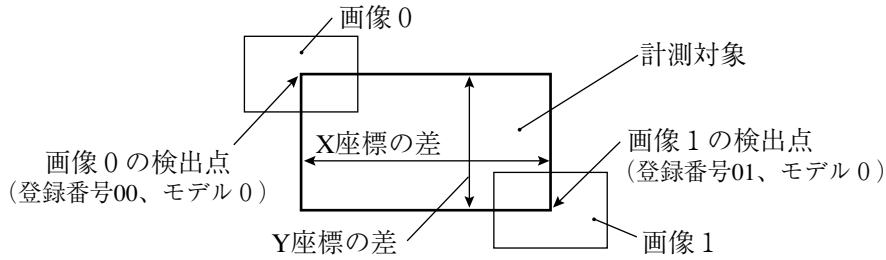 画像０
計測対象
X座標の差
画像０の検出点
（登録番号00、モデル０）
画像１の検出点
（登録番号01、モデル０）
Y座標の差
画像１